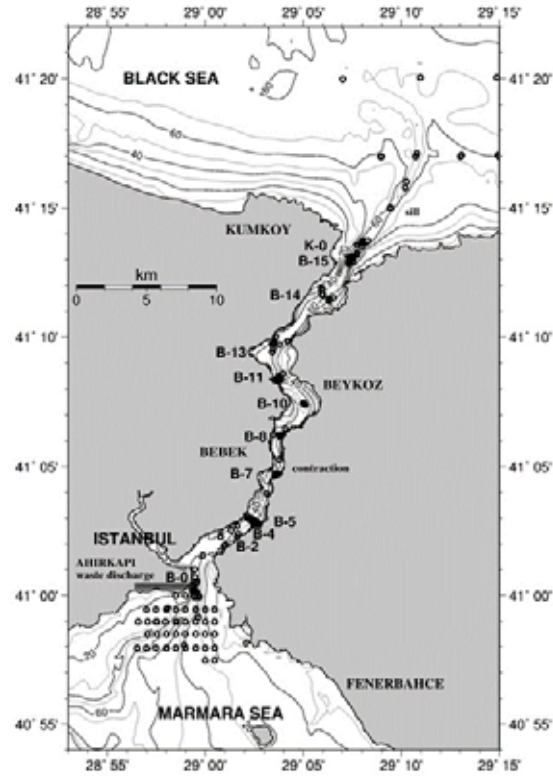 28˚ 55' 29˚ 00' 29˚ 05' 29˚ 10' 29˚ 15'
41˚ 20' 41˚ 20'
BLACK SEA
60
40
41˚ 15' 41˚ 15'
sill
KUMKOY
K-0
B-15
km
0 5 10
B-14
41˚ 10' 41˚ 10'
B-13
B-11
BEYKOZ
B-10
B-8
BEBEK
41˚ 05' 41˚ 05'
B-7
contraction
ISTANBUL
B-5
B-4
B-2
AHIRKAPI
waste discharge
B-0
41˚ 00' 41˚ 00'
60
FENERBAHCE
MARMARA SEA
40˚ 55' 40˚ 55'
28˚ 55' 29˚ 00' 29˚ 05' 29˚ 10' 29˚ 15'